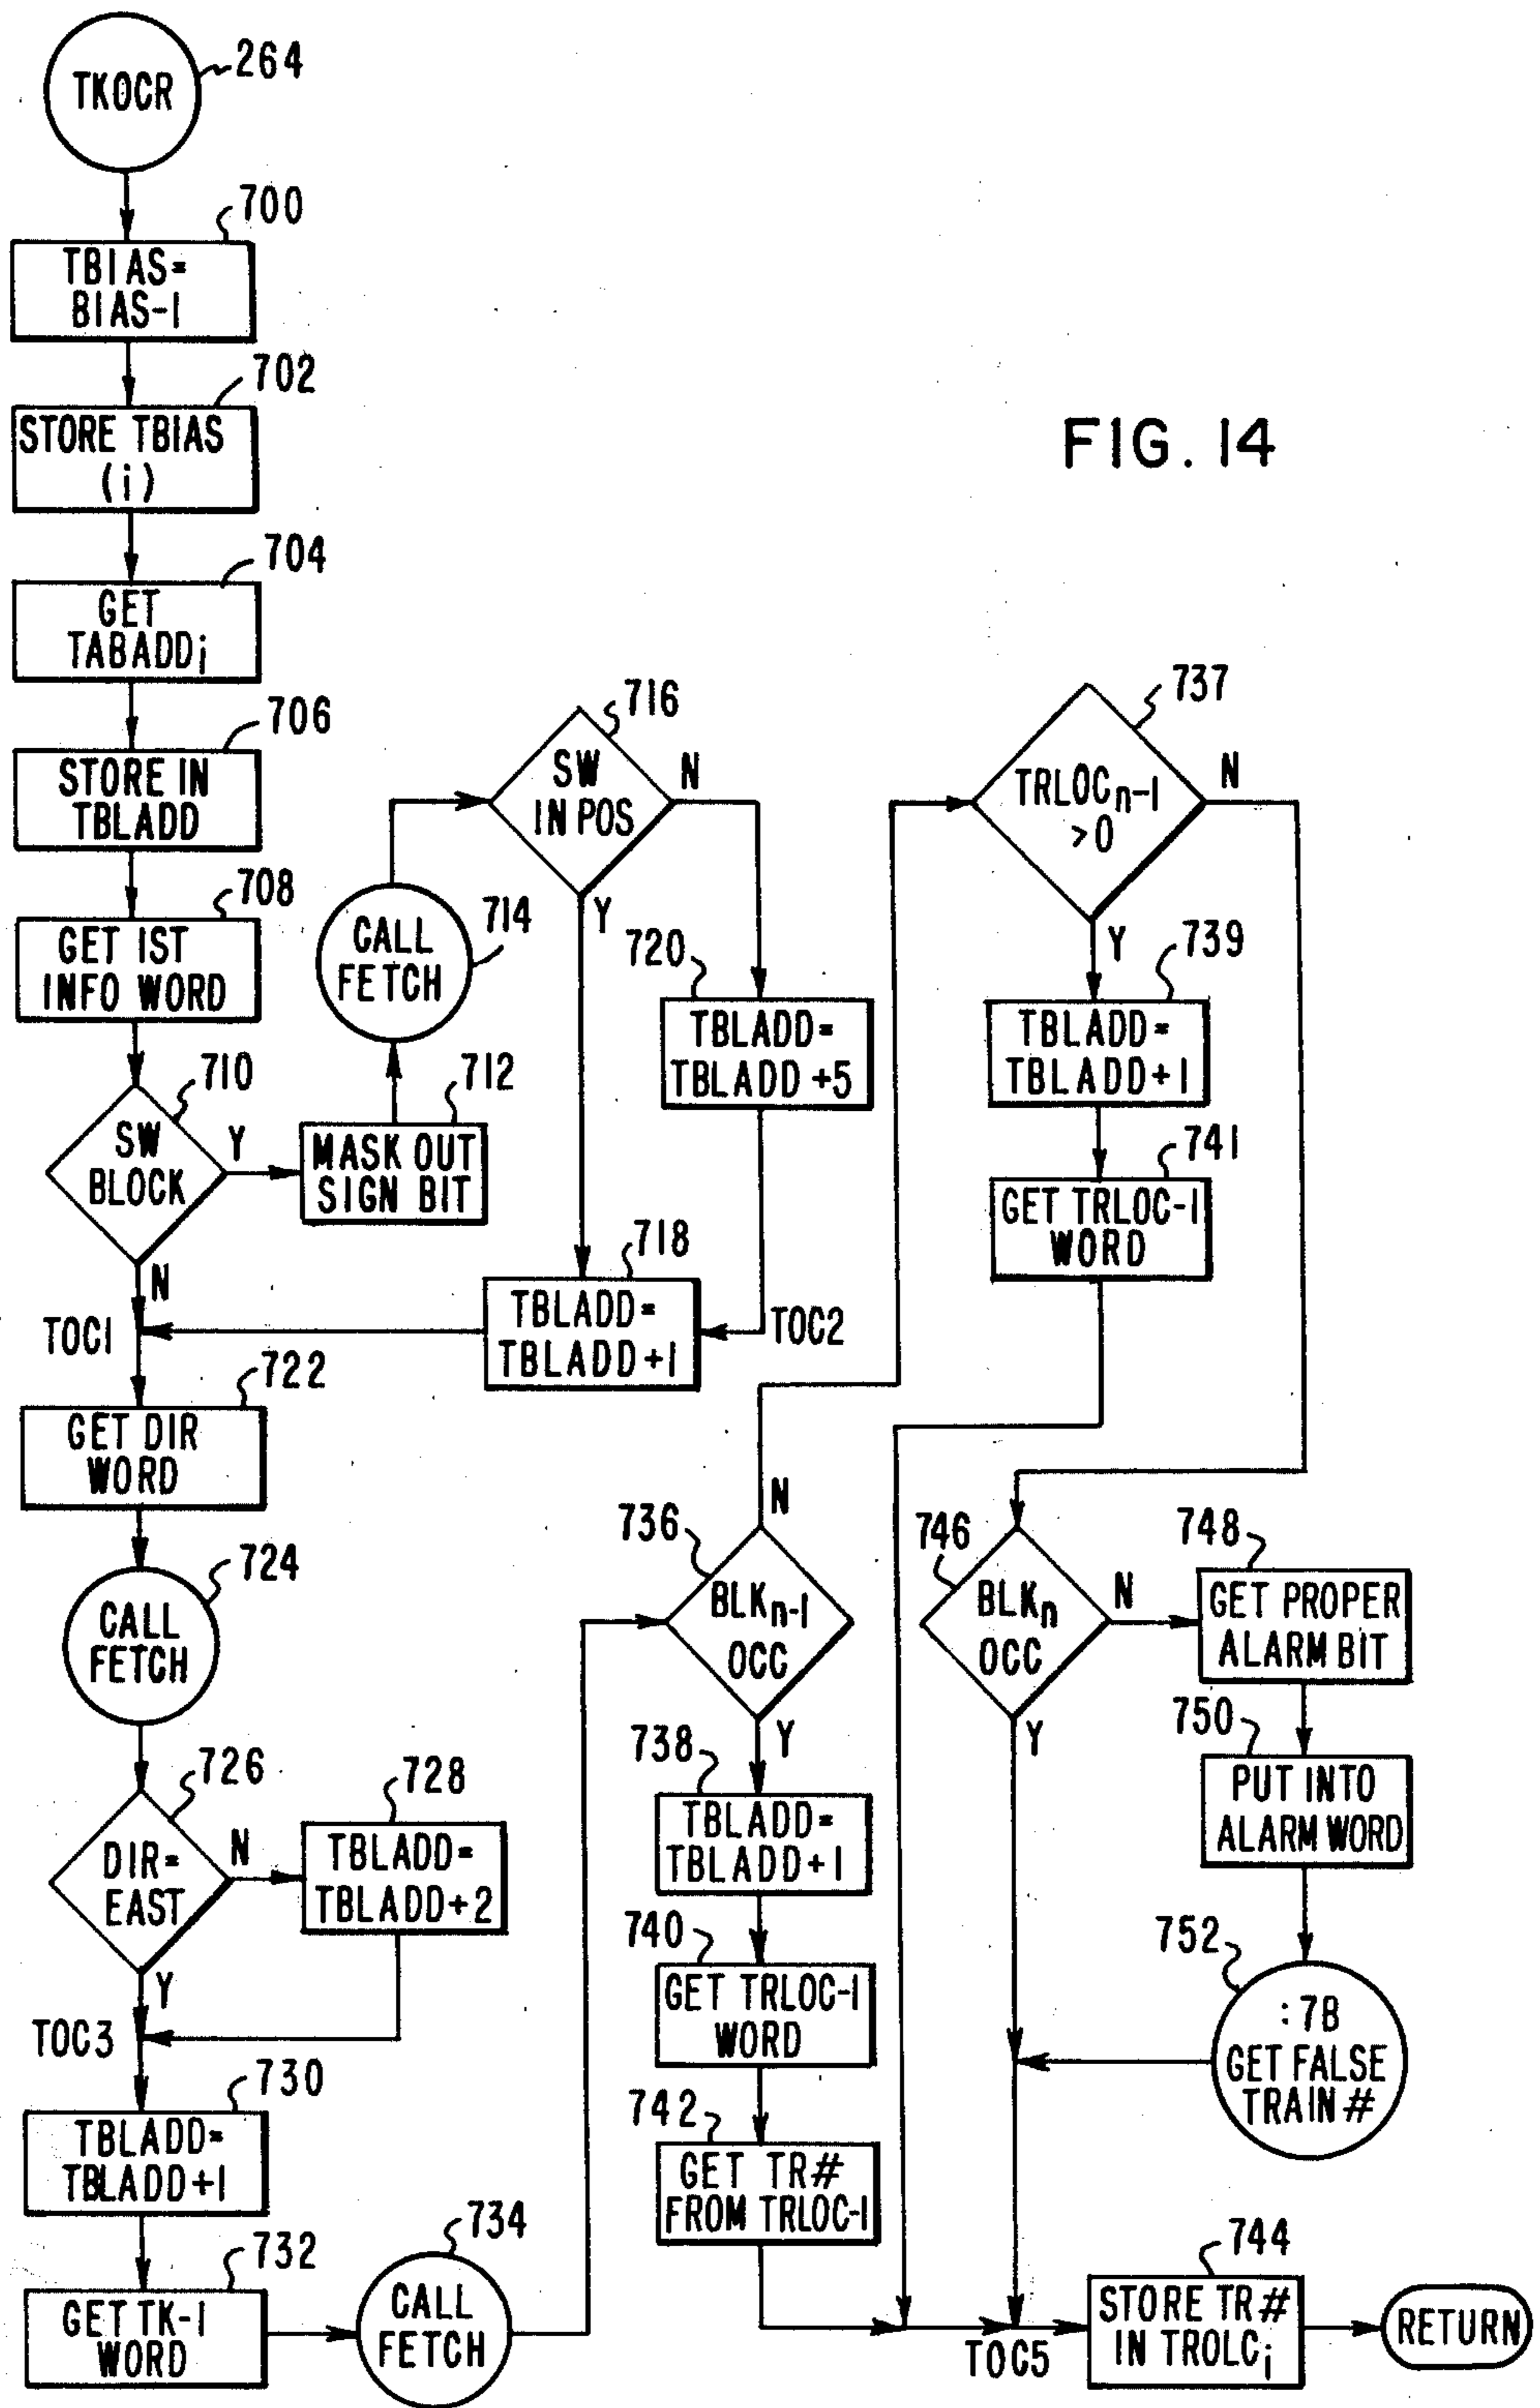 TKOCR
264
700
TBIAS=
BIAS-1
702
STORE TBIAS
(i)
704
GET
TABADDi
706
STORE IN
TBLADD
708
GET IST
INFO WORD
710
SW
BLOCK
Y
N
712
MASK OUT
SIGN BIT
714
CALL
FETCH
716
SW
IN POS
N
Y
720
TBLADD=
TBLADD+5
718
TBLADD=
TBLADD+1
TOC2
TOC1
722
GET DIR
WORD
724
CALL
FETCH
726
DIR=
EAST
N
Y
728
TBLADD=
TBLADD+2
TOC3
730
TBLADD=
TBLADD+1
732
GET TK-1
WORD
734
CALL
FETCH
736
BLKn-1
OCC
N
Y
738
TBLADD=
TBLADD+1
740
GET TRLOC-1
WORD
742
GET TR#
FROM TRLOC-1
FIG. 14
737
TRLOCn-1
>0
N
Y
739
TBLADD=
TBLADD+1
741
GET TRLOC-1
WORD
746
BLKn
OCC
N
Y
748
GET PROPER
ALARM BIT
750
PUT INTO
ALARM WORD
752
:7B
GET FALSE
TRAIN #
TOC5
744
STORE TR#
IN TROLCi
RETURN